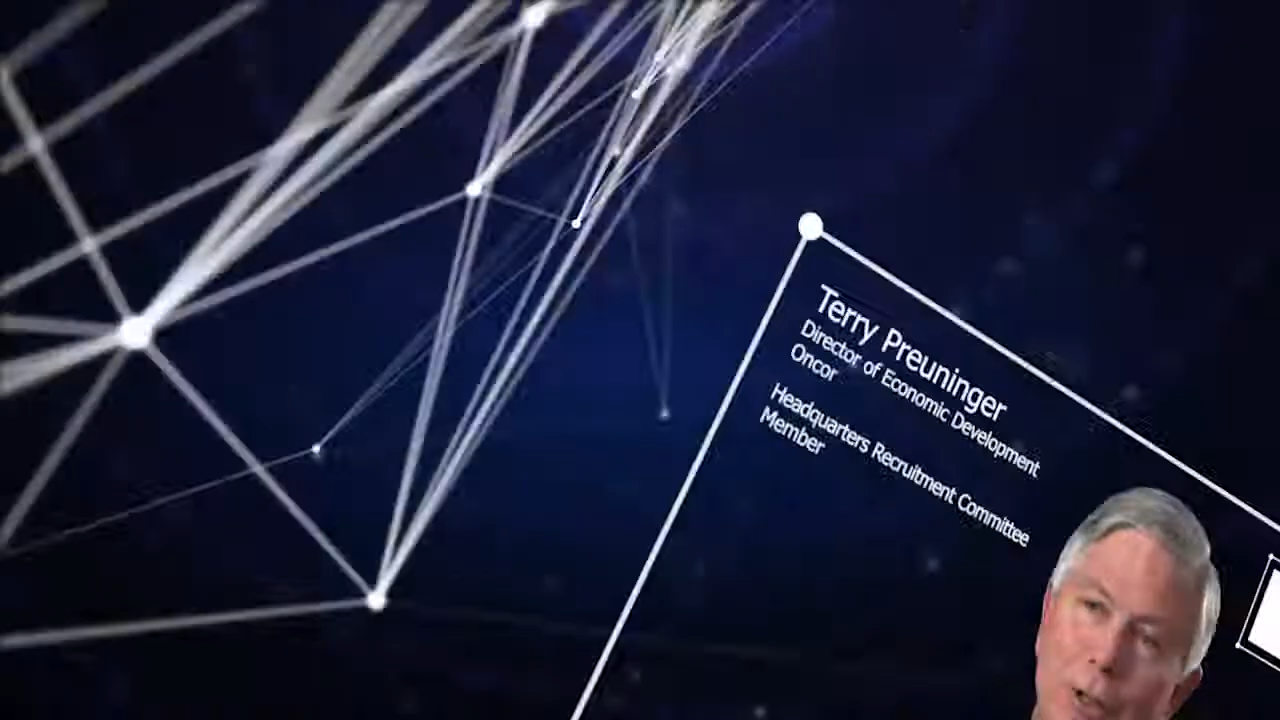 Terry Preuninger
Director of Economic Development
Oncor
Headquarters Recruitment Committee
Member